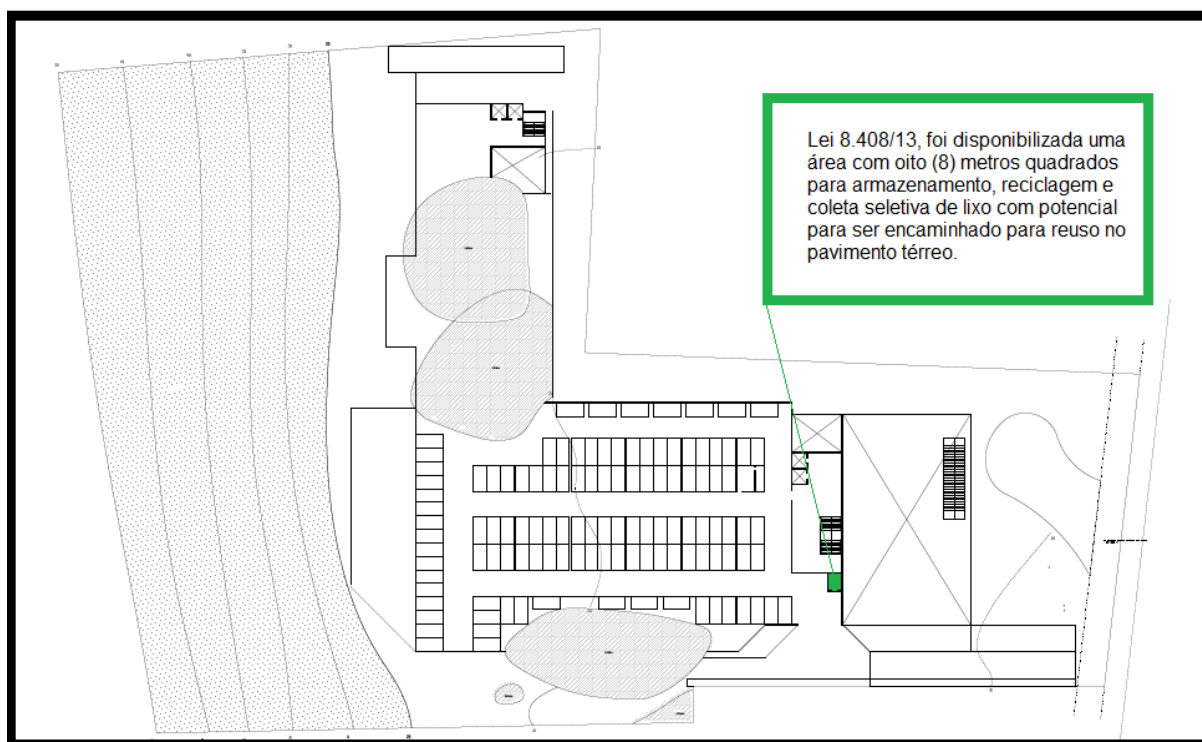 Lei 8.408/13, foi disponibilizada uma
área com oito (8) metros quadrados
para armazenamento, reciclagem e
coleta seletiva de lixo com potencial
para ser encaminhado para reuso no
pavimento térreo.